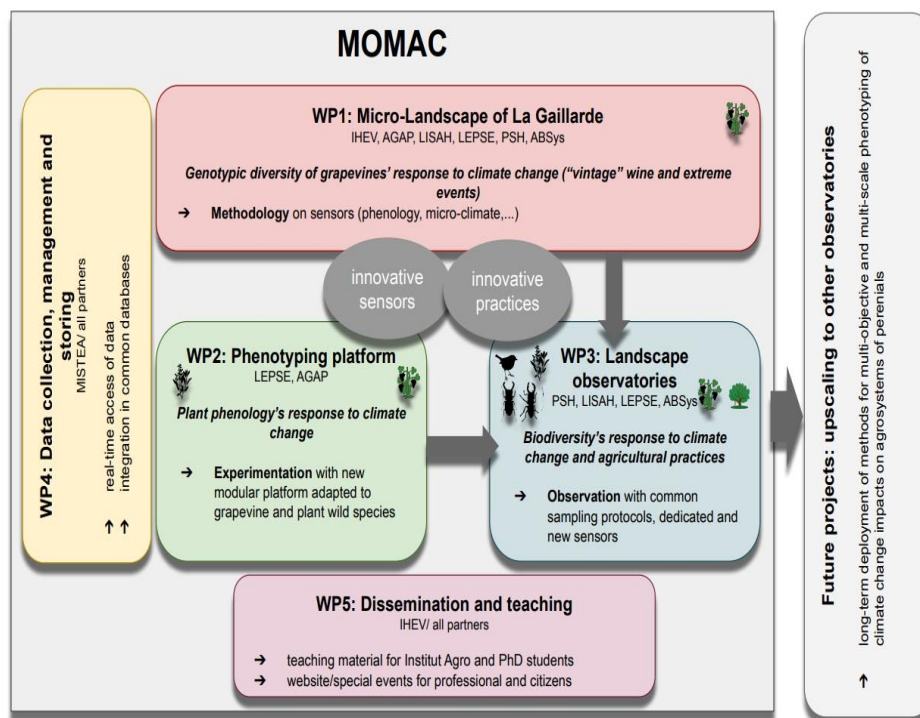 MOMAC
WP4: Data collection, management and
storing
MISTEA/ all partners
→ real-time access of data
→ integration in common databases
WP1: Micro-Landscape of La Gaillarde
IHEV, AGAP, LISAH, LEPSE, PSH, ABSys
Genotypic diversity of grapevines’ response to climate change (“vintage” wine and extreme
events)
→ Methodology on sensors (phenology, micro-climate,...)
innovative
sensors
innovative
practices
WP2: Phenotyping platform
LEPSE, AGAP
Plant phenology’s response to climate
change
→ Experimentation with new
modular platform adapted to
grapevine and plant wild species
WP3: Landscape
observatories
PSH, LISAH, LEPSE, ABSys
Biodiversity’s response to climate
change and agricultural practices
→ Observation with common
sampling protocols, dedicated and
new sensors
WP5: Dissemination and teaching
IHEV/ all partners
→ teaching material for Institut Agro and PhD students
→ website/special events for professional and citizens
Future projects: upscaling to other observatories
→ long-term deployment of methods for multi-objective and multi-scale phenotyping of
climate change impacts on agrosystems of perenials